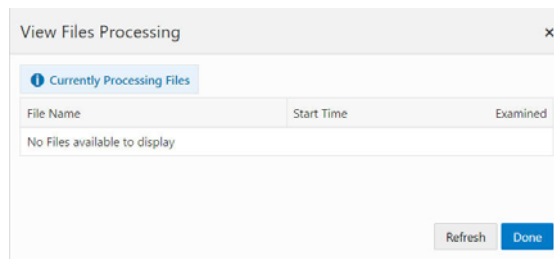 View Files Processing
Currently Processing Files
File Name Start Time Examined
No Files available to display
Refresh Done